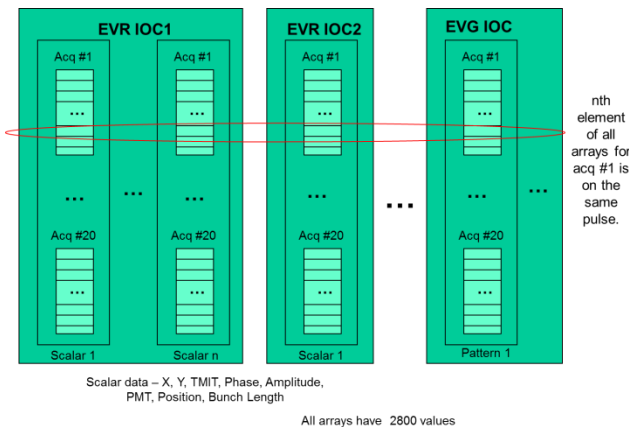 EVR IOC1
EVR IOC2
EVG IOC
Acq #1
Acq #1
Acq #1
Acq #1
...
...
...
...
nth
element
of all
arrays for
acq #1 is
on the
same
pulse.
...
...
...
...
...
...
...
...
Acq #20
Acq #20
Acq #20
Acq #20
...
...
...
...
Scalar 1
Scalar n
Scalar 1
Pattern 1
Scalar data – X, Y, TMIT, Phase, Amplitude,
PMT, Position, Bunch Length
All arrays have 2800 values